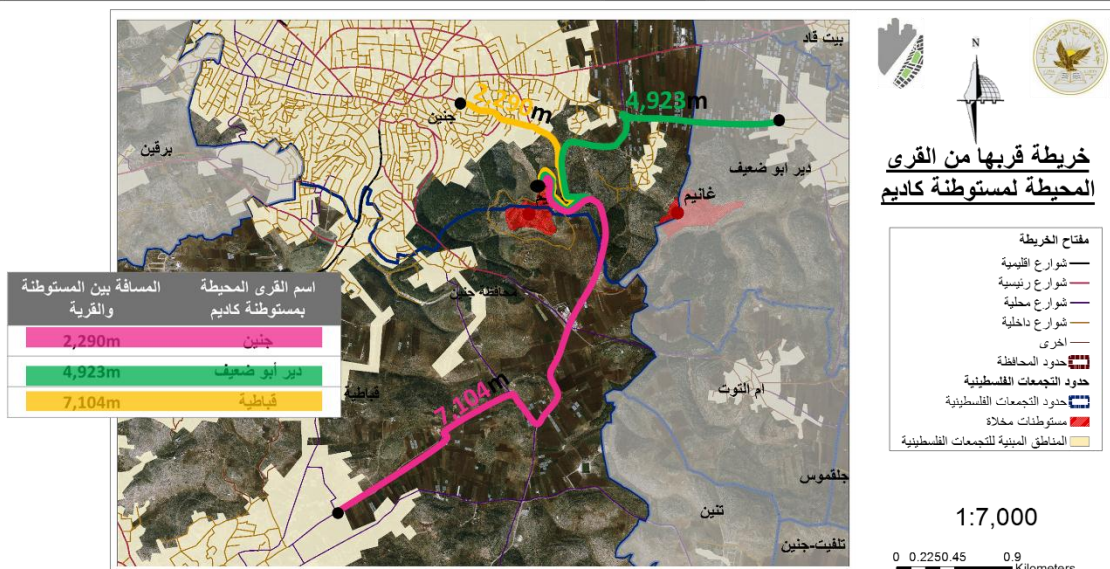 خريطة قربها من القرى
المحيطة لمستوطنة كاديم
N
مفتاح الخريطة
شوارع اقليمية
شوارع رئيسية
شوارع محلية
شوارع داخلية
اخرى
حدود المحافظة
حدود التجمعات الفلسطينية
حدود التجمعات الفلسطينية
مستوطنات مخلاة
المناطق المبنية للتجمعات الفلسطينية
1:7,000
0 0.2250.45 0.9
Kilometers
بيت قاد
2,290m
4,923m
جنين
برقين
دير ابو ضعيف
غانيم
محافظة جنين
قباطية
7,104m
ام التوت
جلقموس
تنين
تلفيت-جنين
اسم القرى المحيطة بمستوطنة كاديم
المسافة بين المستوطنة والقرية
جنين 2,290m
دير أبو ضعيف 4,923m
قباطية 7,104m